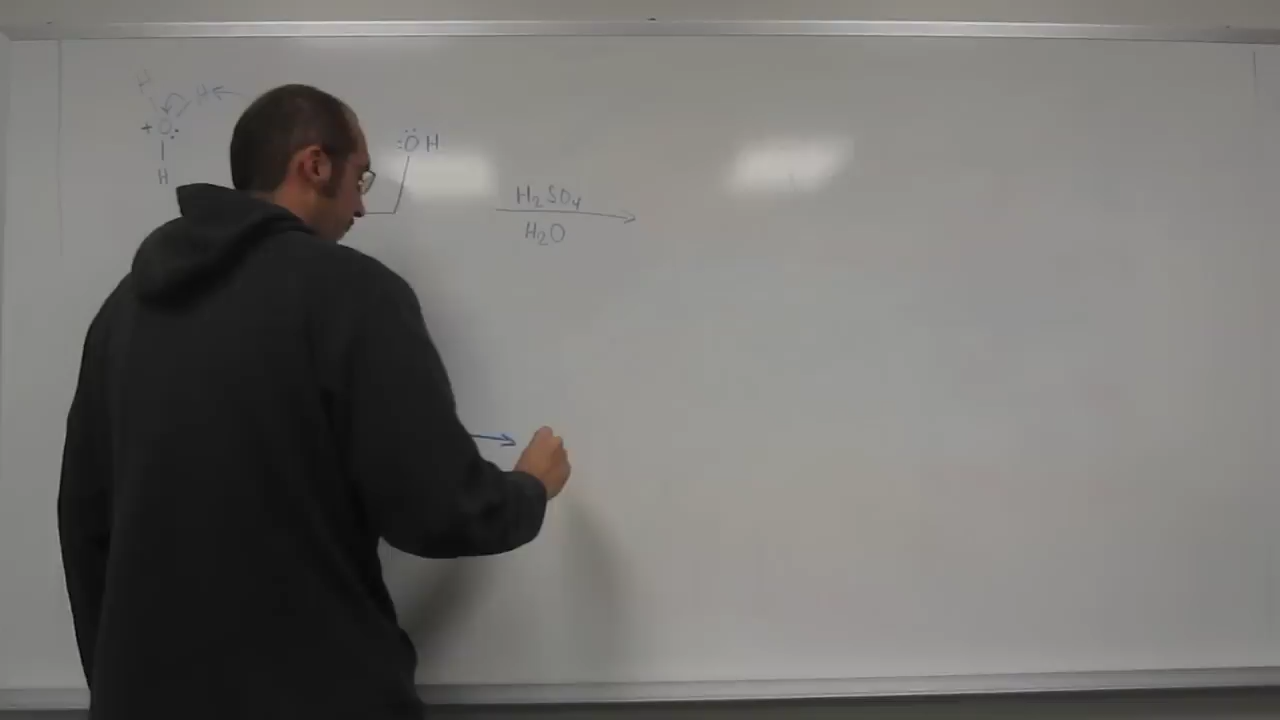 H H
+ O:
H
:ÖH
H₂SO₄
H₂O